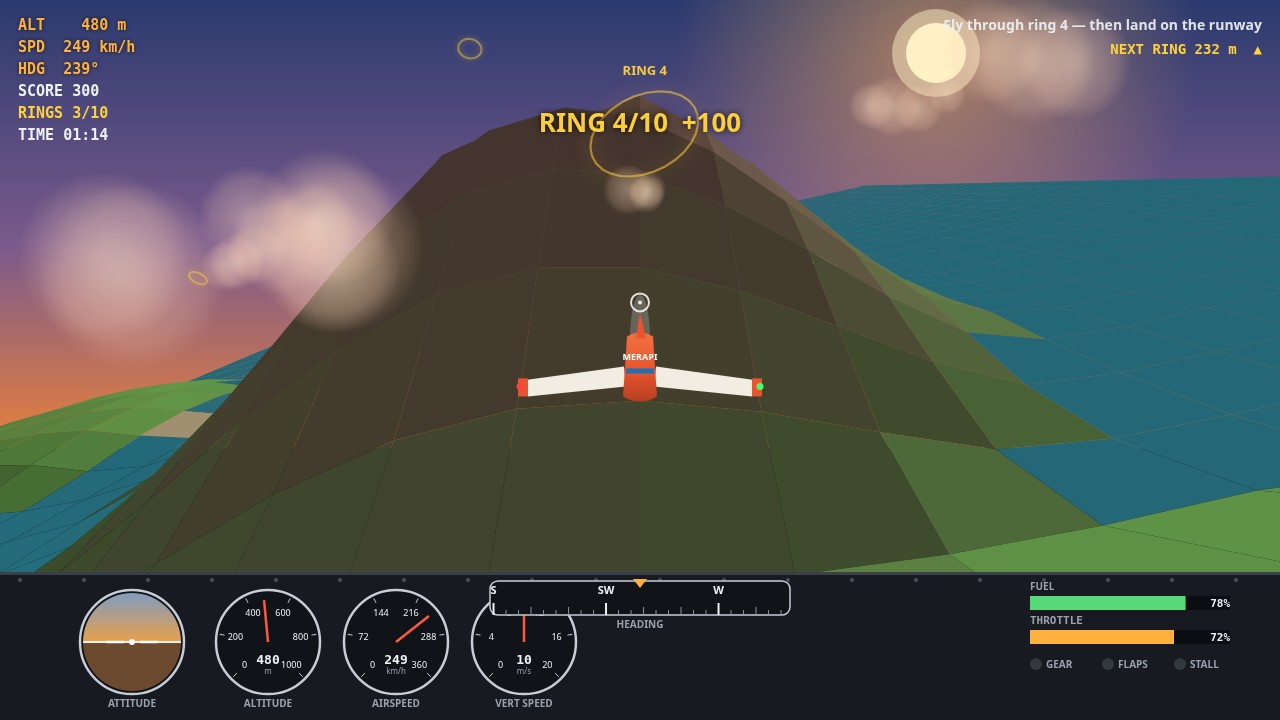 ALT 480 m
SPD 249 km/h
HDG 239°
SCORE 300
RINGS 3/10
TIME 01:14
Fly through ring 4 — then land on the runway
NEXT RING 232 m ▲
RING 4
RING 4/10 +100
MERAPI
ATTITUDE
0 200 400 600 800 1000
480
m
ALTITUDE
0 72 144 216 288 360
249
km/h
AIRSPEED
0 4 16 20
10
m/s
VERT SPEED
S SW W
HEADING
FUEL
78%
THROTTLE
72%
GEAR FLAPS STALL